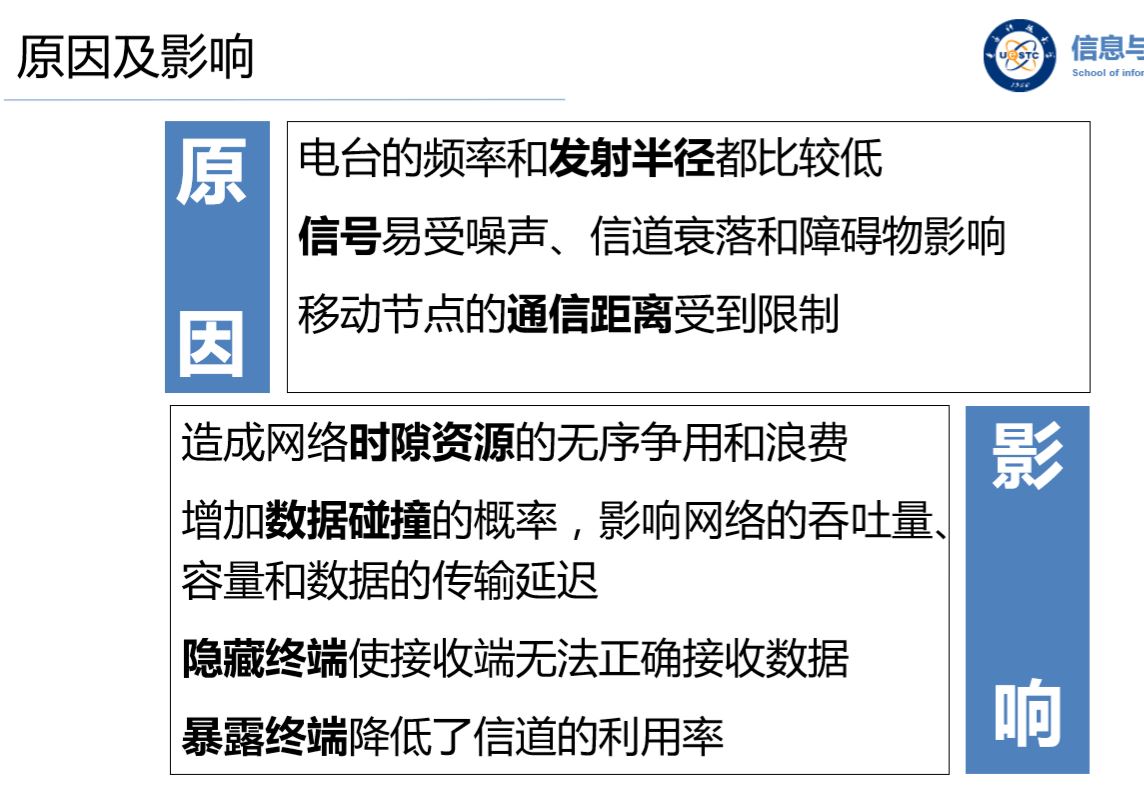 原因及影响
信息与
School of infor
UESTC
1956
原因
电台的频率和发射半径都比较低
信号易受噪声、信道衰落和障碍物影响
移动节点的通信距离受到限制
造成网络时隙资源的无序争用和浪费
增加数据碰撞的概率，影响网络的吞吐量、
容量和数据的传输延迟
隐藏终端使接收端无法正确接收数据
暴露终端降低了信道的利用率
影响